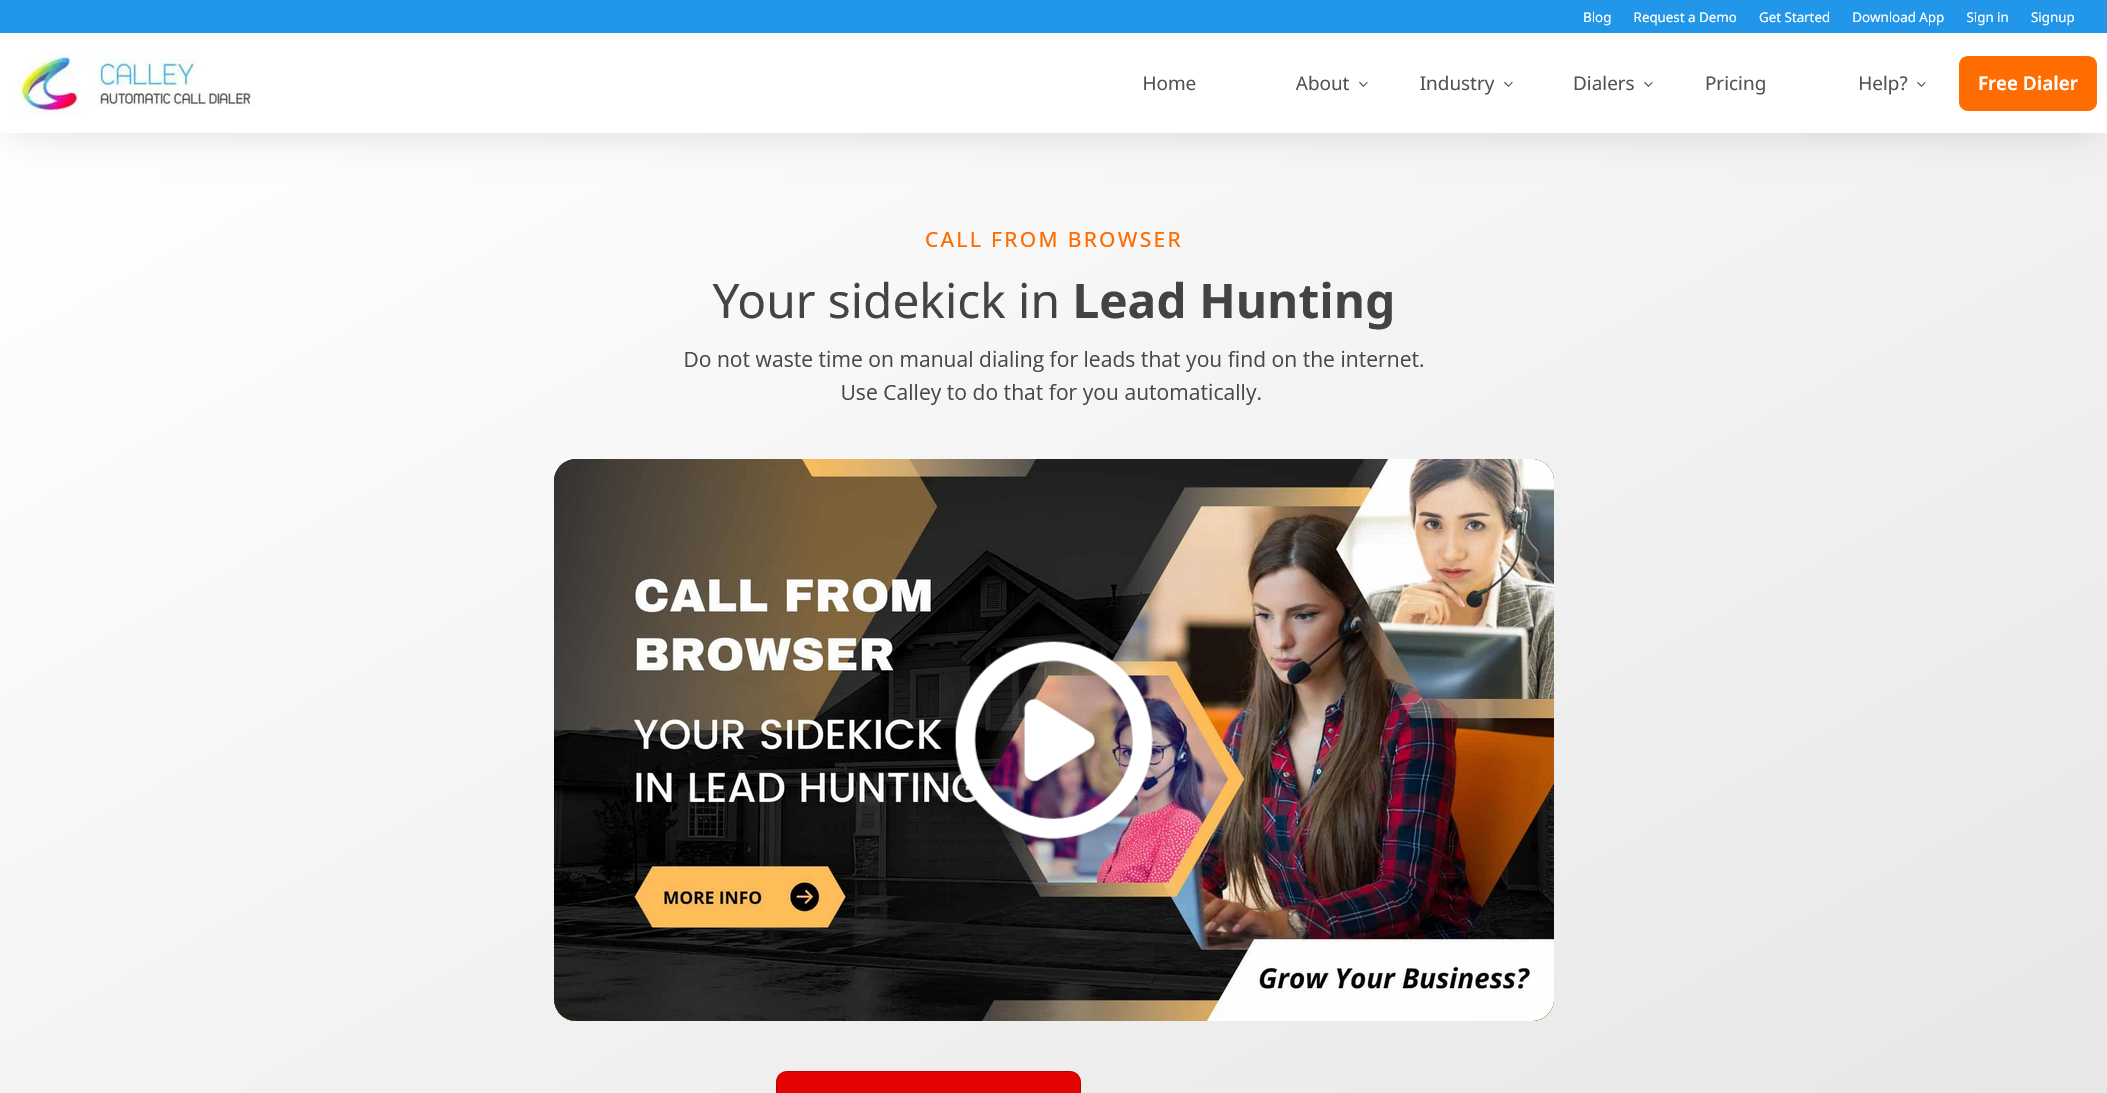 Blog Request a Demo Get Started Download App Sign in Signup
CALLEY
AUTOMATIC CALL DIALER
Home About Industry Dialers Pricing Help? Free Dialer
CALL FROM BROWSER
Your sidekick in Lead Hunting
Do not waste time on manual dialing for leads that you find on the internet.
Use Calley to do that for you automatically.
CALL FROM
BROWSER
YOUR SIDEKICK
IN LEAD HUNTING
MORE INFO
Grow Your Business?